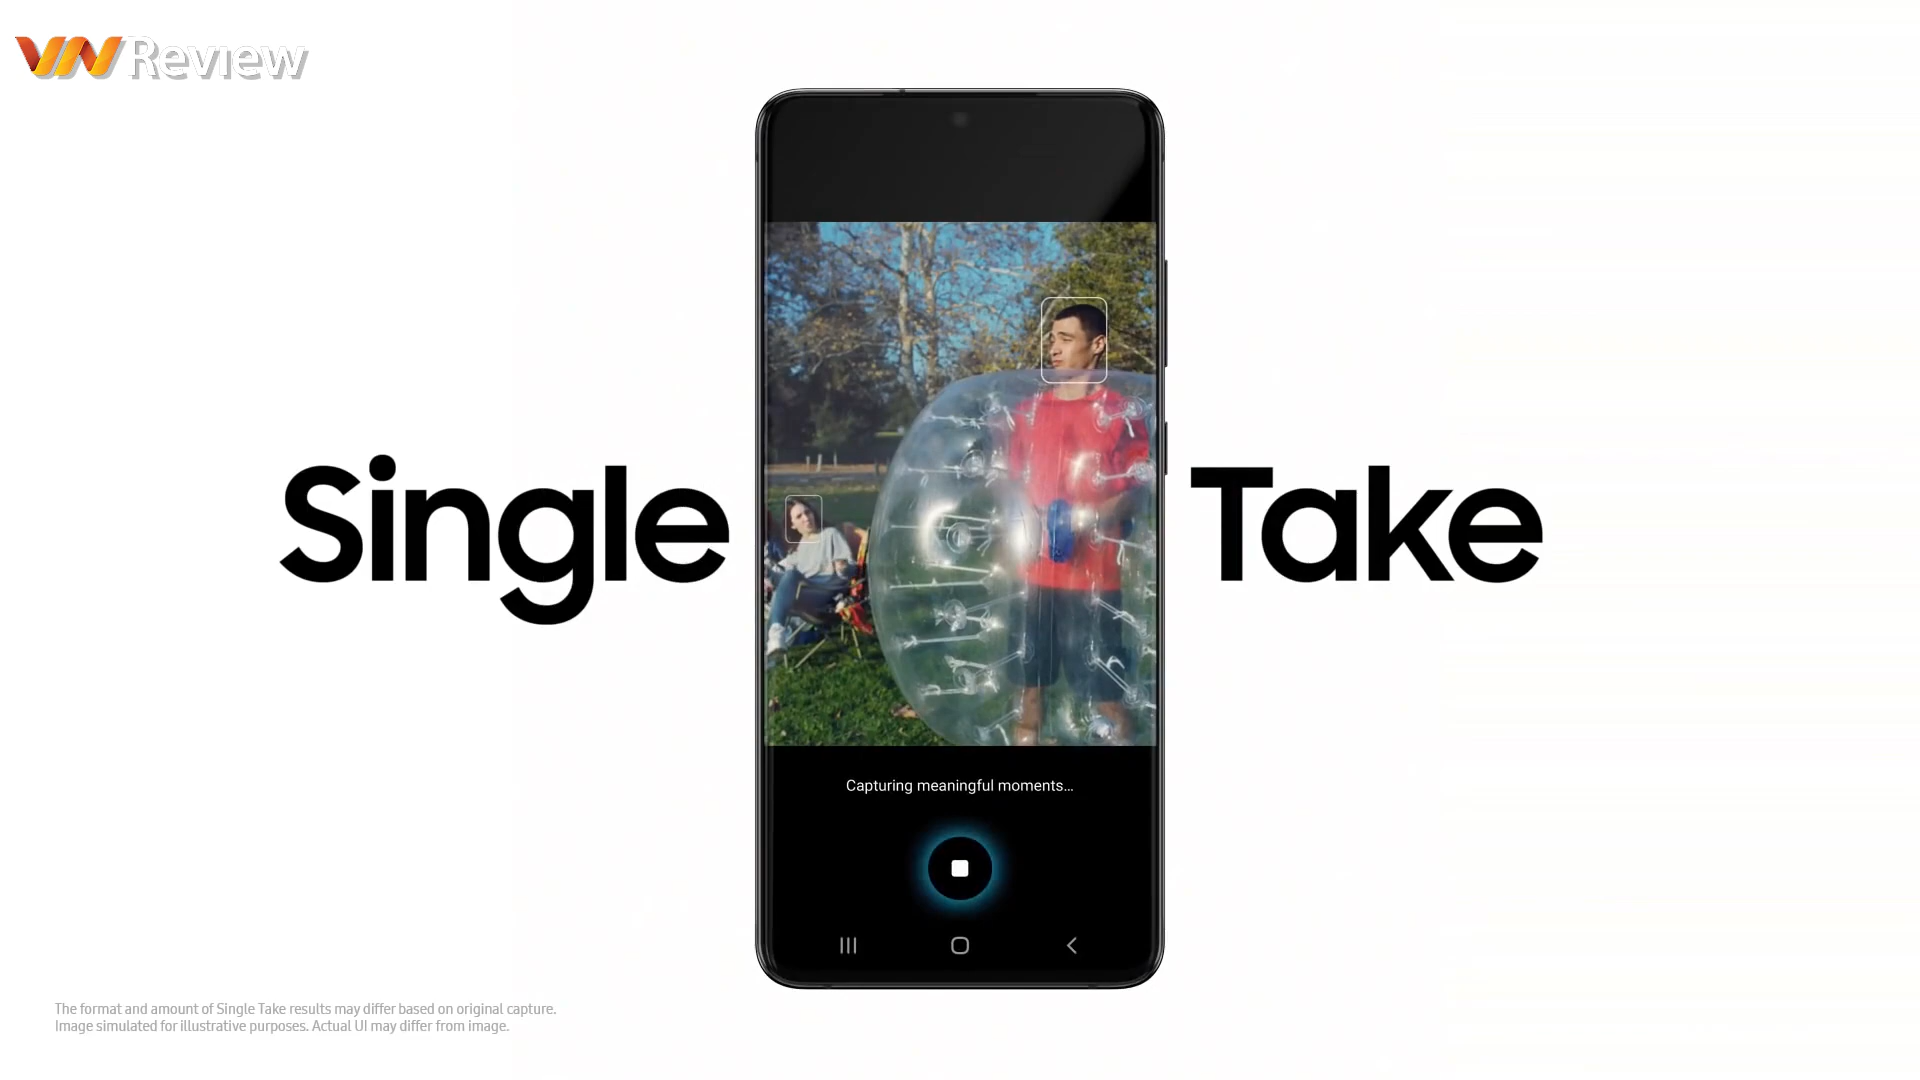 VN Review
Single Take
Capturing meaningful moments...
The format and amount of Single Take results may differ based on original capture.
Image simulated for illustrative purposes. Actual UI may differ from image.